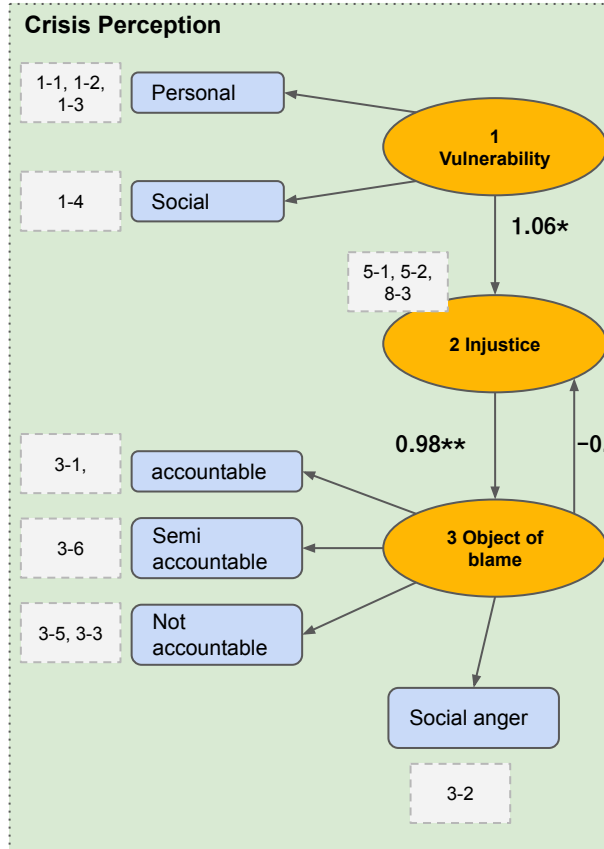 Crisis Perception
1-1, 1-2,
1-3
Personal
1
Vulnerability
1-4
Social
1.06*
5-1, 5-2,
8-3
2 Injustice
0.98**
−0.
3-1,
accountable
3-6
Semi
accountable
3 Object of
blame
3-5, 3-3
Not
accountable
Social anger
3-2